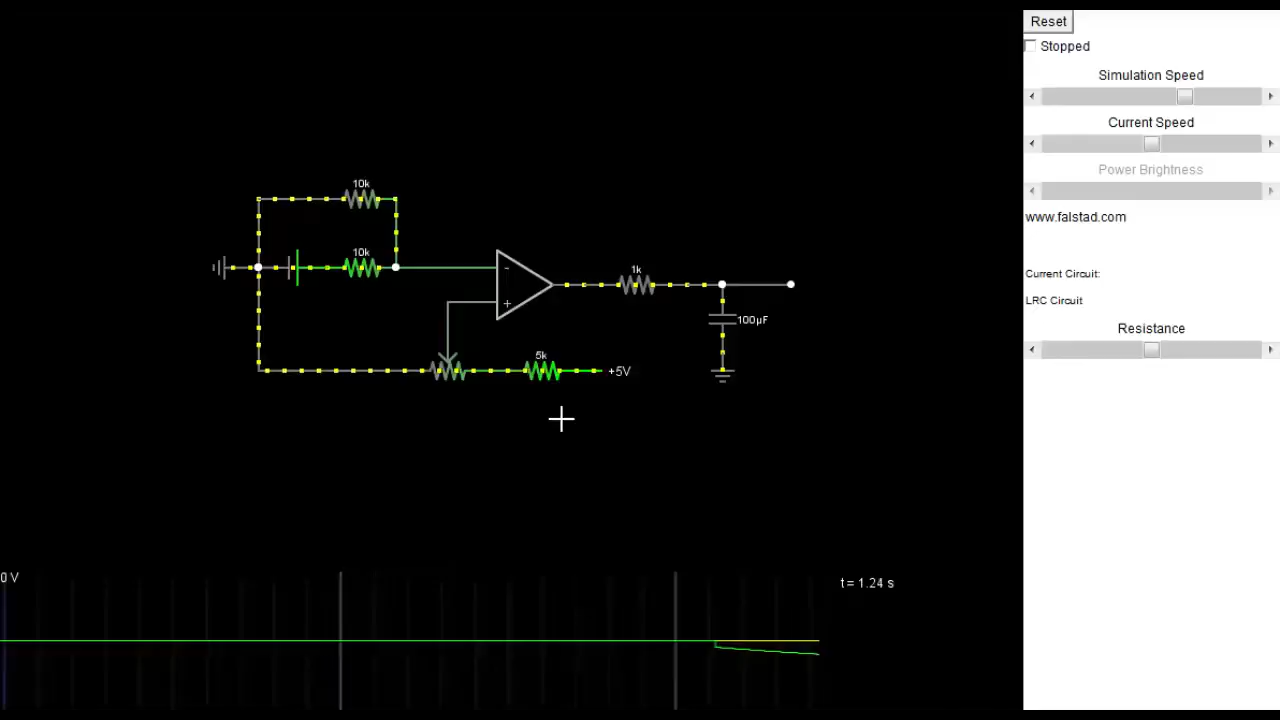 Reset
Stopped
Simulation Speed
Current Speed
Power Brightness
www.falstad.com
Current Circuit:
LRC Circuit
Resistance
10k
10k
-
+
1k
100µF
5k
+5V
0 V
t = 1.24 s